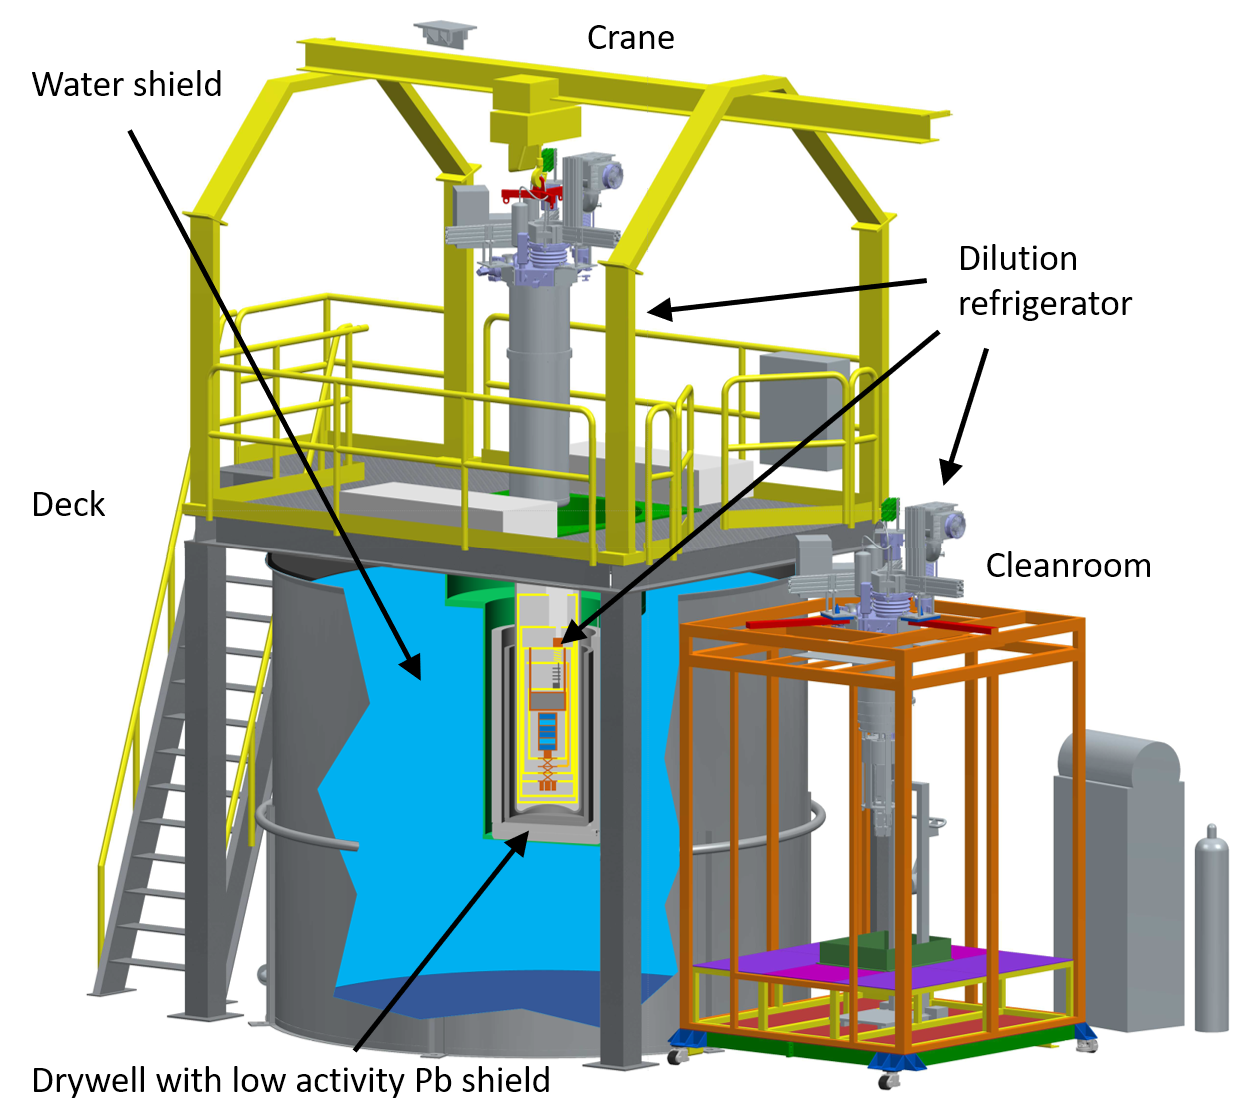 Crane
Water shield
Dilution
refrigerator
Deck
Cleanroom
Drywell with low activity Pb shield